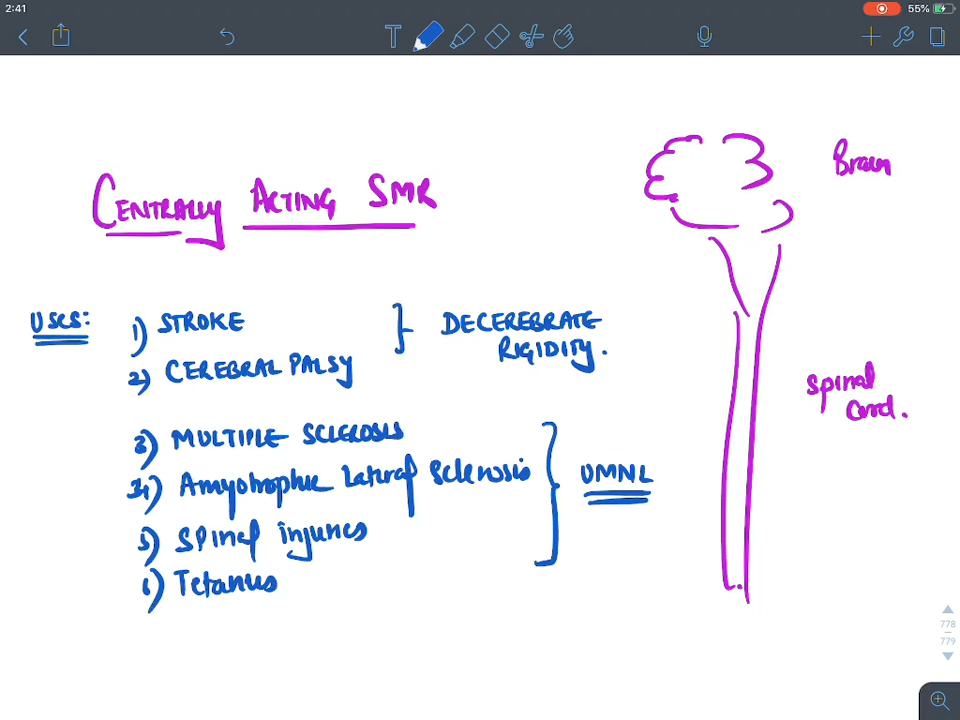 2:41
55%
T
Brain
CENTRALLY ACTING SMR
USES:
1) STROKE
2) CEREBRAL PALSY
DECEREBRATE
RIGIDITY.
3) MULTIPLE SCLEROSIS
4) Amyotrophic Lateral Sclerosis
5) Spinal injuries
6) Tetanus
UMNL
Spinal
Cord.
778
779